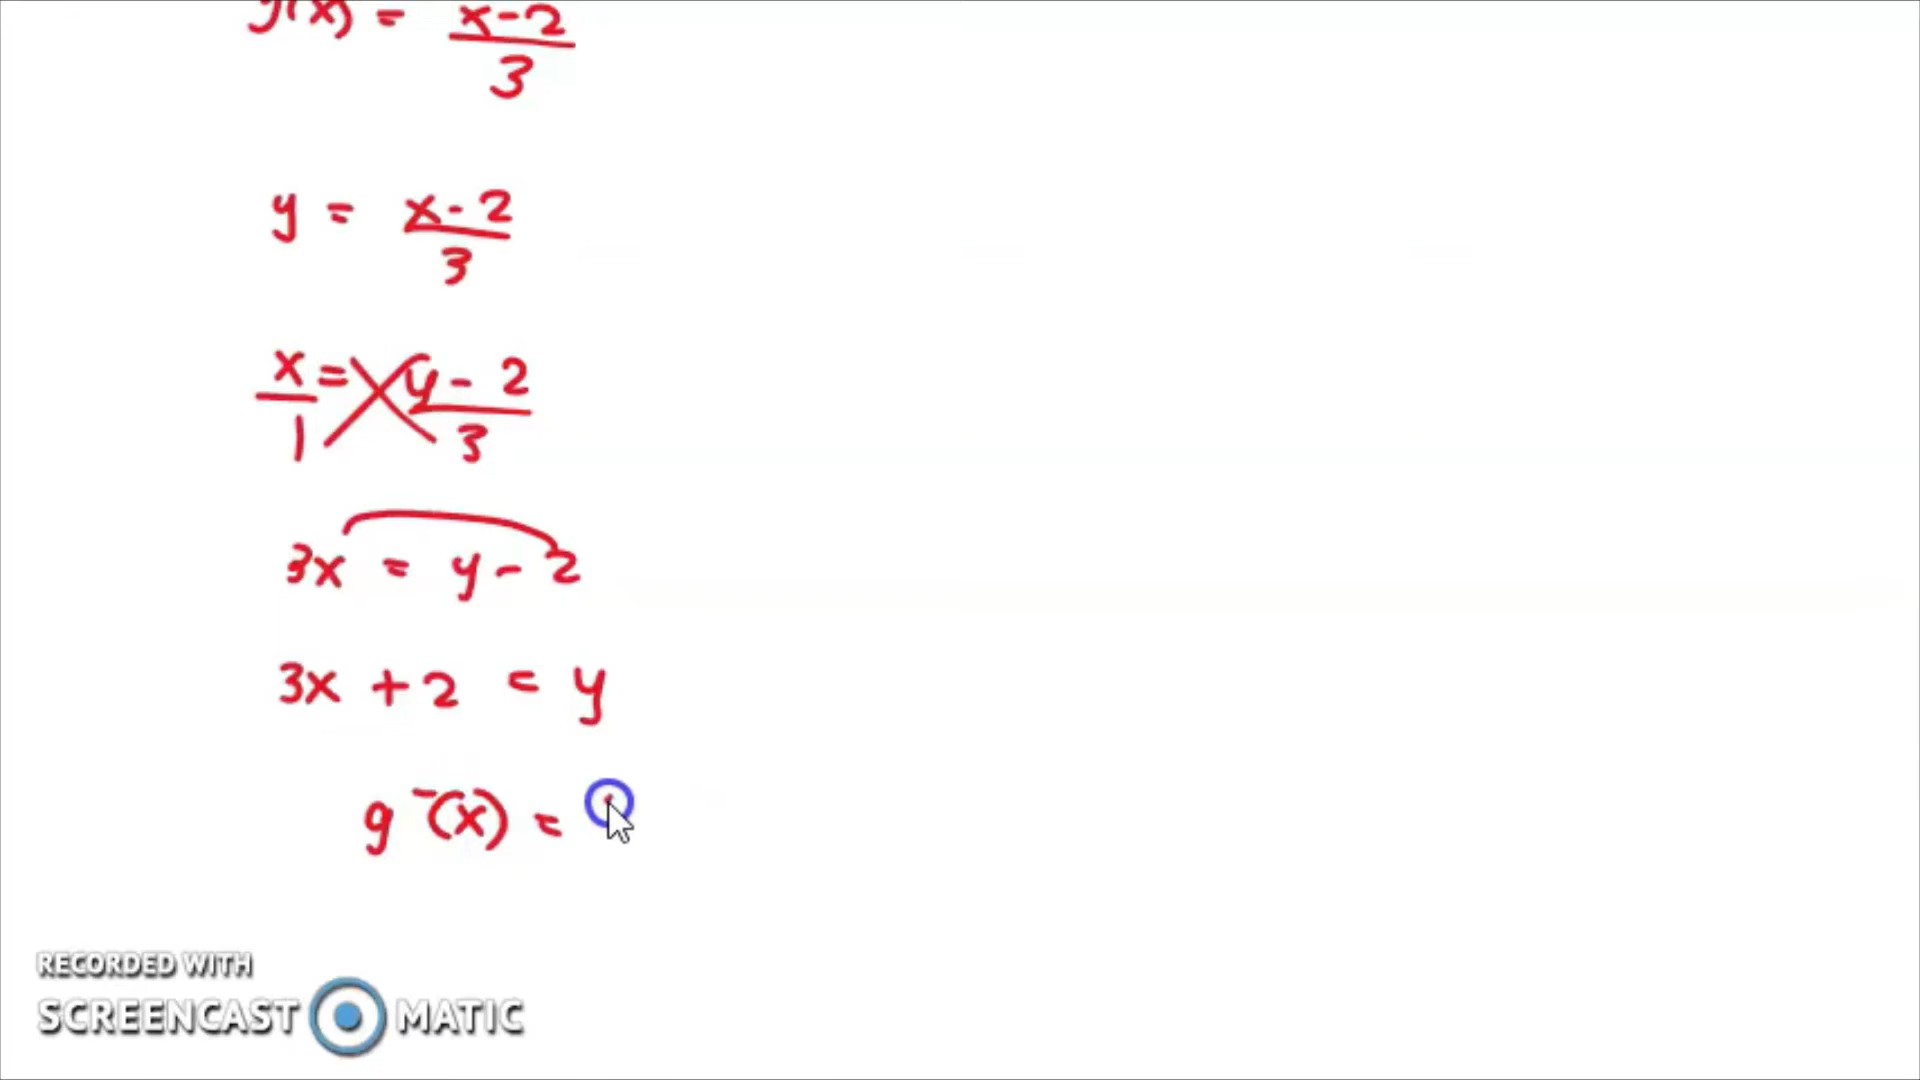 g(x) = x-2
3
y = x-2
3
x = y-2
1 3
3x = y-2
3x +2 = y
g⁻(x) =
RECORDED WITH
SCREENCAST MATIC